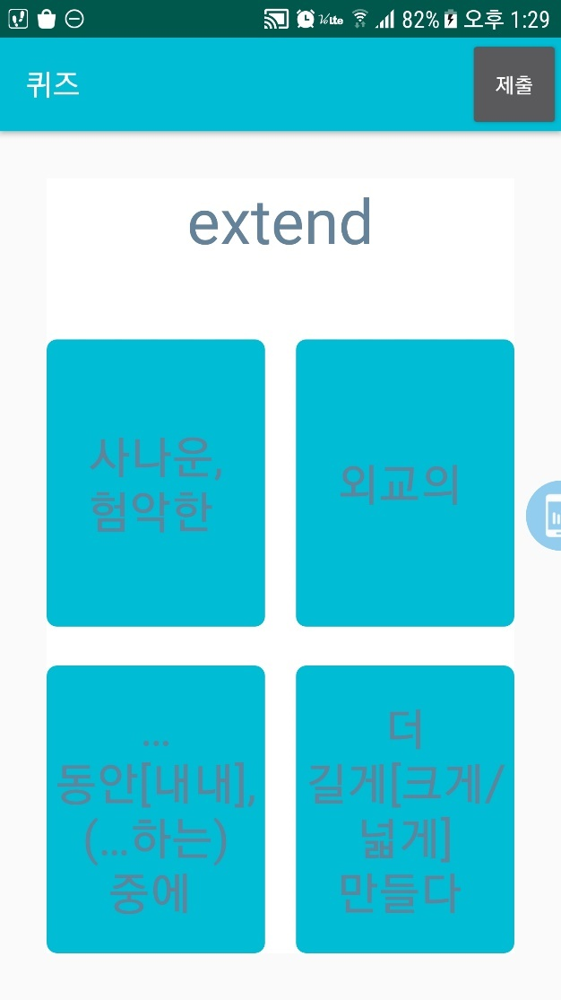 82% 오후 1:29
퀴즈
제출
extend
사나운,
험악한
외교의
...
동안[내내],
(...하는)
중에
더
길게[크게/
넓게]
만들다